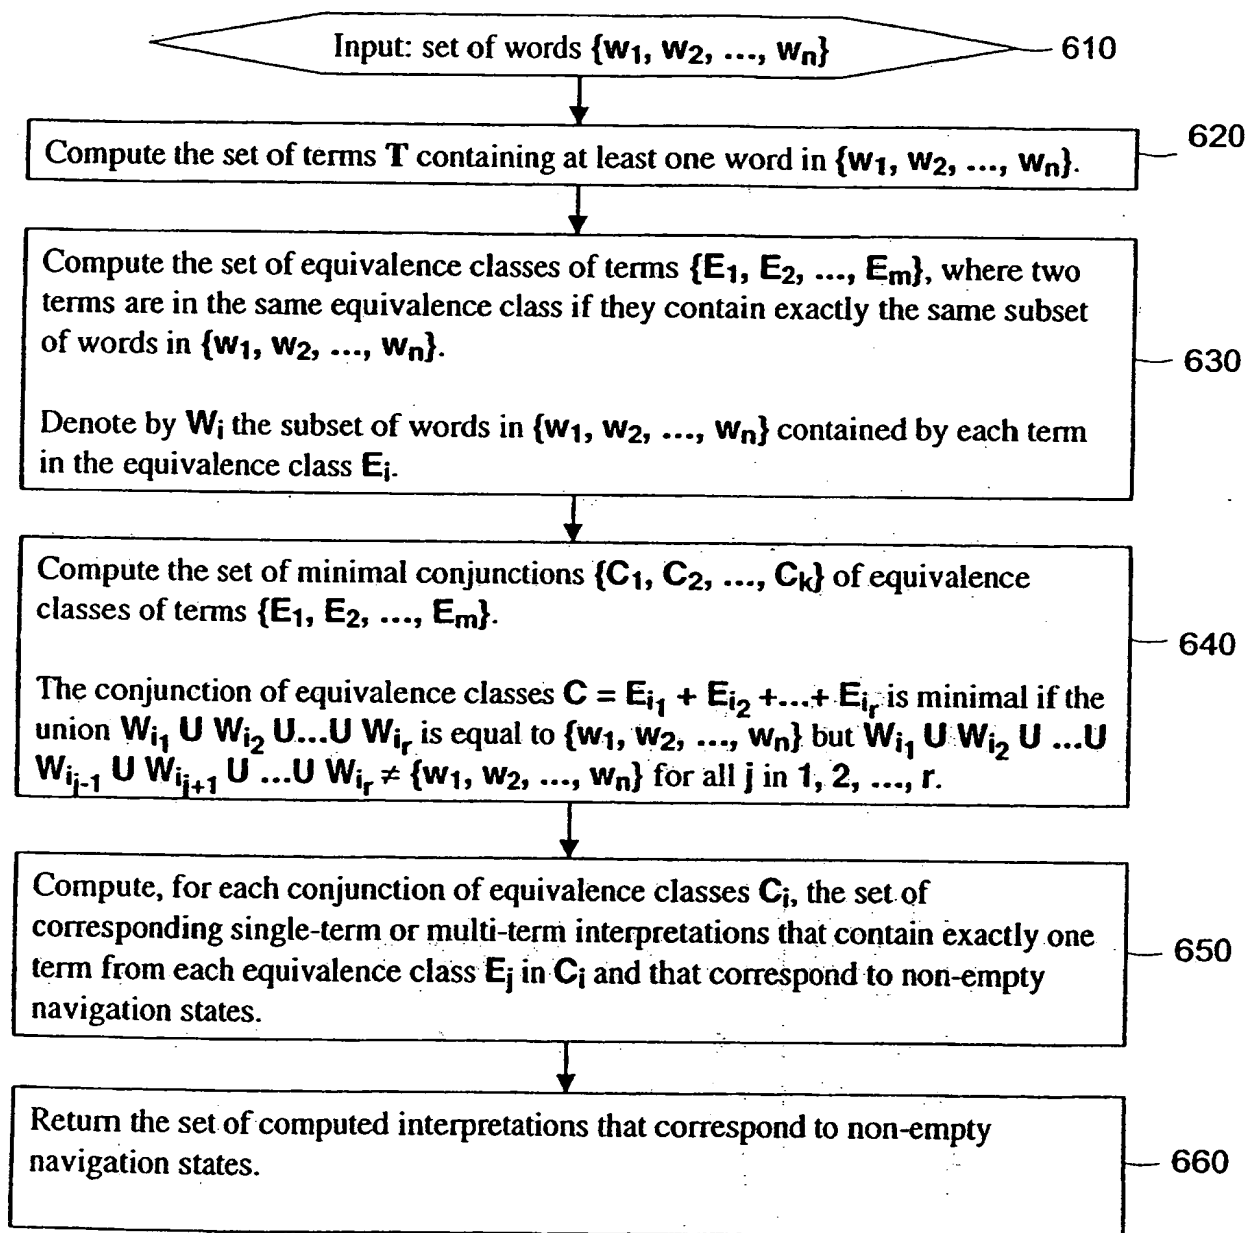 Input: set of words {w1, w2, ..., wn}
610
620
Compute the set of terms T containing at least one word in {w1, w2, ..., wn}.
Compute the set of equivalence classes of terms {E1, E2, ..., Em}, where two
terms are in the same equivalence class if they contain exactly the same subset
of words in {w1, w2, ..., wn}.
630
Denote by Wi the subset of words in {w1, w2, ..., wn} contained by each term
in the equivalence class Ei.
Compute the set of minimal conjunctions {C1, C2, ..., Ck} of equivalence
classes of terms {E1, E2, ..., Em}.
640
The conjunction of equivalence classes C = Ei1 + Ei2 +...+ Eir is minimal if the
union Wi1 U Wi2 U...U Wir is equal to {w1, w2, ..., wn} but Wi1 U Wi2 U ...U
Wij-1 U Wij+1 U ...U Wir ≠ {w1, w2, ..., wn} for all j in 1, 2, ..., r.
Compute, for each conjunction of equivalence classes Ci, the set of
corresponding single-term or multi-term interpretations that contain exactly one
term from each equivalence class Ej in Ci and that correspond to non-empty
navigation states.
650
Return the set of computed interpretations that correspond to non-empty
navigation states.
660